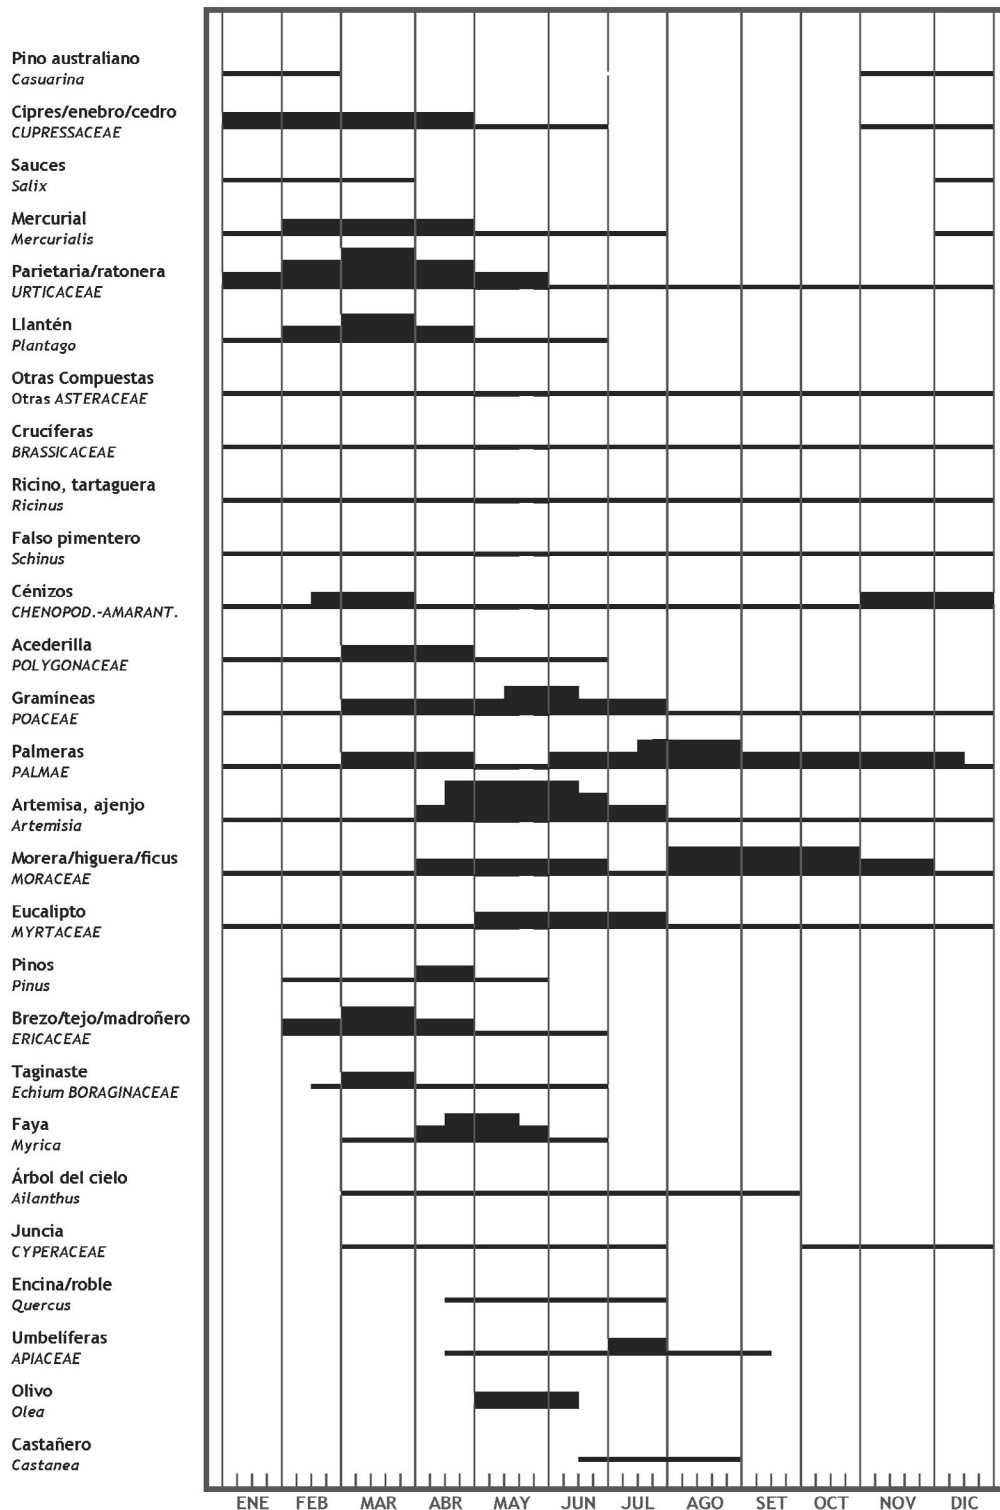 Pino australiano
Casuarina
Cipres/enebro/cedro
CUPRESSACEAE
Sauces
Salix
Mercurial
Mercurialis
Parietaria/ratonera
URTICACEAE
Llantén
Plantago
Otras Compuestas
Otras ASTERACEAE
Crucíferas
BRASSICACEAE
Ricino, tartaguera
Ricinus
Falso pimentero
Schinus
Cénizos
CHENOPOD.-AMARANT.
Acederilla
POLYGONACEAE
Gramíneas
POACEAE
Palmeras
PALMAE
Artemisa, ajenjo
Artemisia
Morera/higuera/ficus
MORACEAE
Eucalipto
MYRTACEAE
Pinos
Pinus
Brezo/tejo/madroñero
ERICACEAE
Taginaste
Echium BORAGINACEAE
Faya
Myrica
Árbol del cielo
Ailanthus
Juncia
CYPERACEAE
Encina/roble
Quercus
Umbelíferas
APIACEAE
Olivo
Olea
Castañero
Castanea
ENE FEB MAR ABR MAY JUN JUL AGO SET OCT NOV DIC